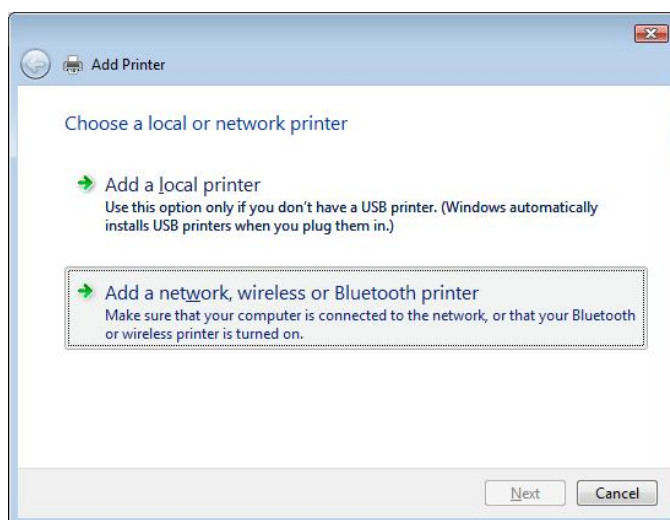 Add Printer
Choose a local or network printer
Add a local printer
Use this option only if you don't have a USB printer. (Windows automatically
installs USB printers when you plug them in.)
Add a network, wireless or Bluetooth printer
Make sure that your computer is connected to the network, or that your Bluetooth
or wireless printer is turned on.
Next Cancel